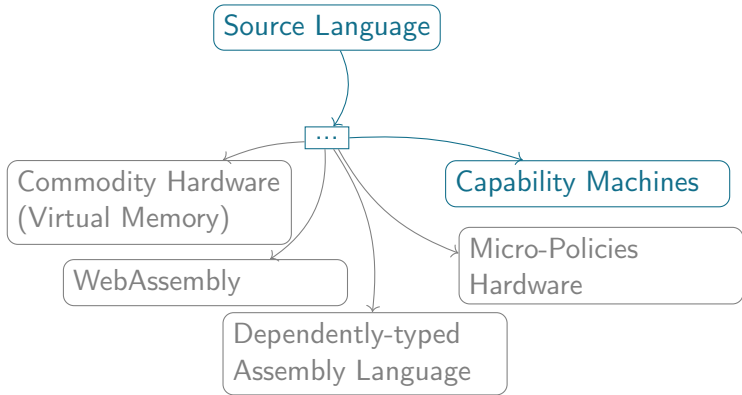 Source Language
...
Commodity Hardware
(Virtual Memory)
Capability Machines
Micro-Policies
Hardware
WebAssembly
Dependently-typed
Assembly Language